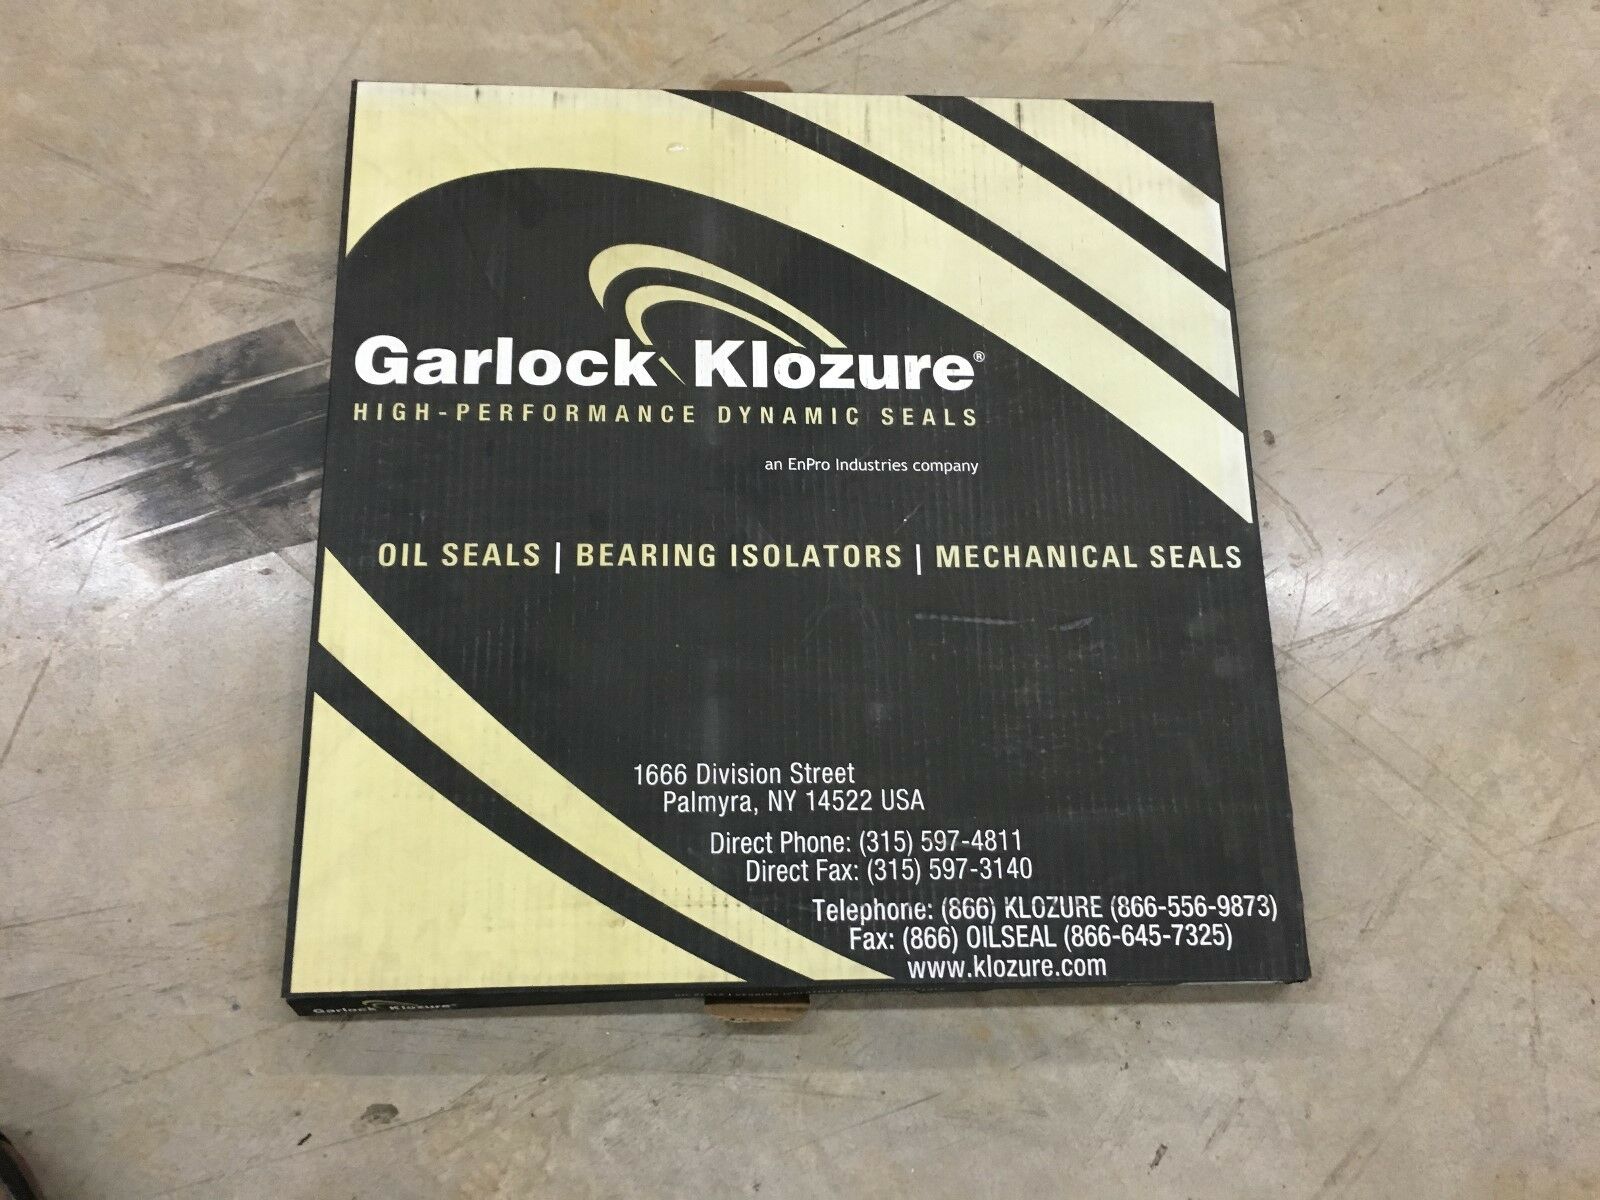 Garlock Klozure®
HIGH-PERFORMANCE DYNAMIC SEALS
an EnPro Industries company
OIL SEALS | BEARING ISOLATORS | MECHANICAL SEALS
1666 Division Street
Palmyra, NY 14522 USA
Direct Phone: (315) 597-4811
Direct Fax: (315) 597-3140
Telephone: (866) KLOZURE (866-556-9873)
Fax: (866) OILSEAL (866-645-7325)
www.klozure.com
Garlock Klozure®